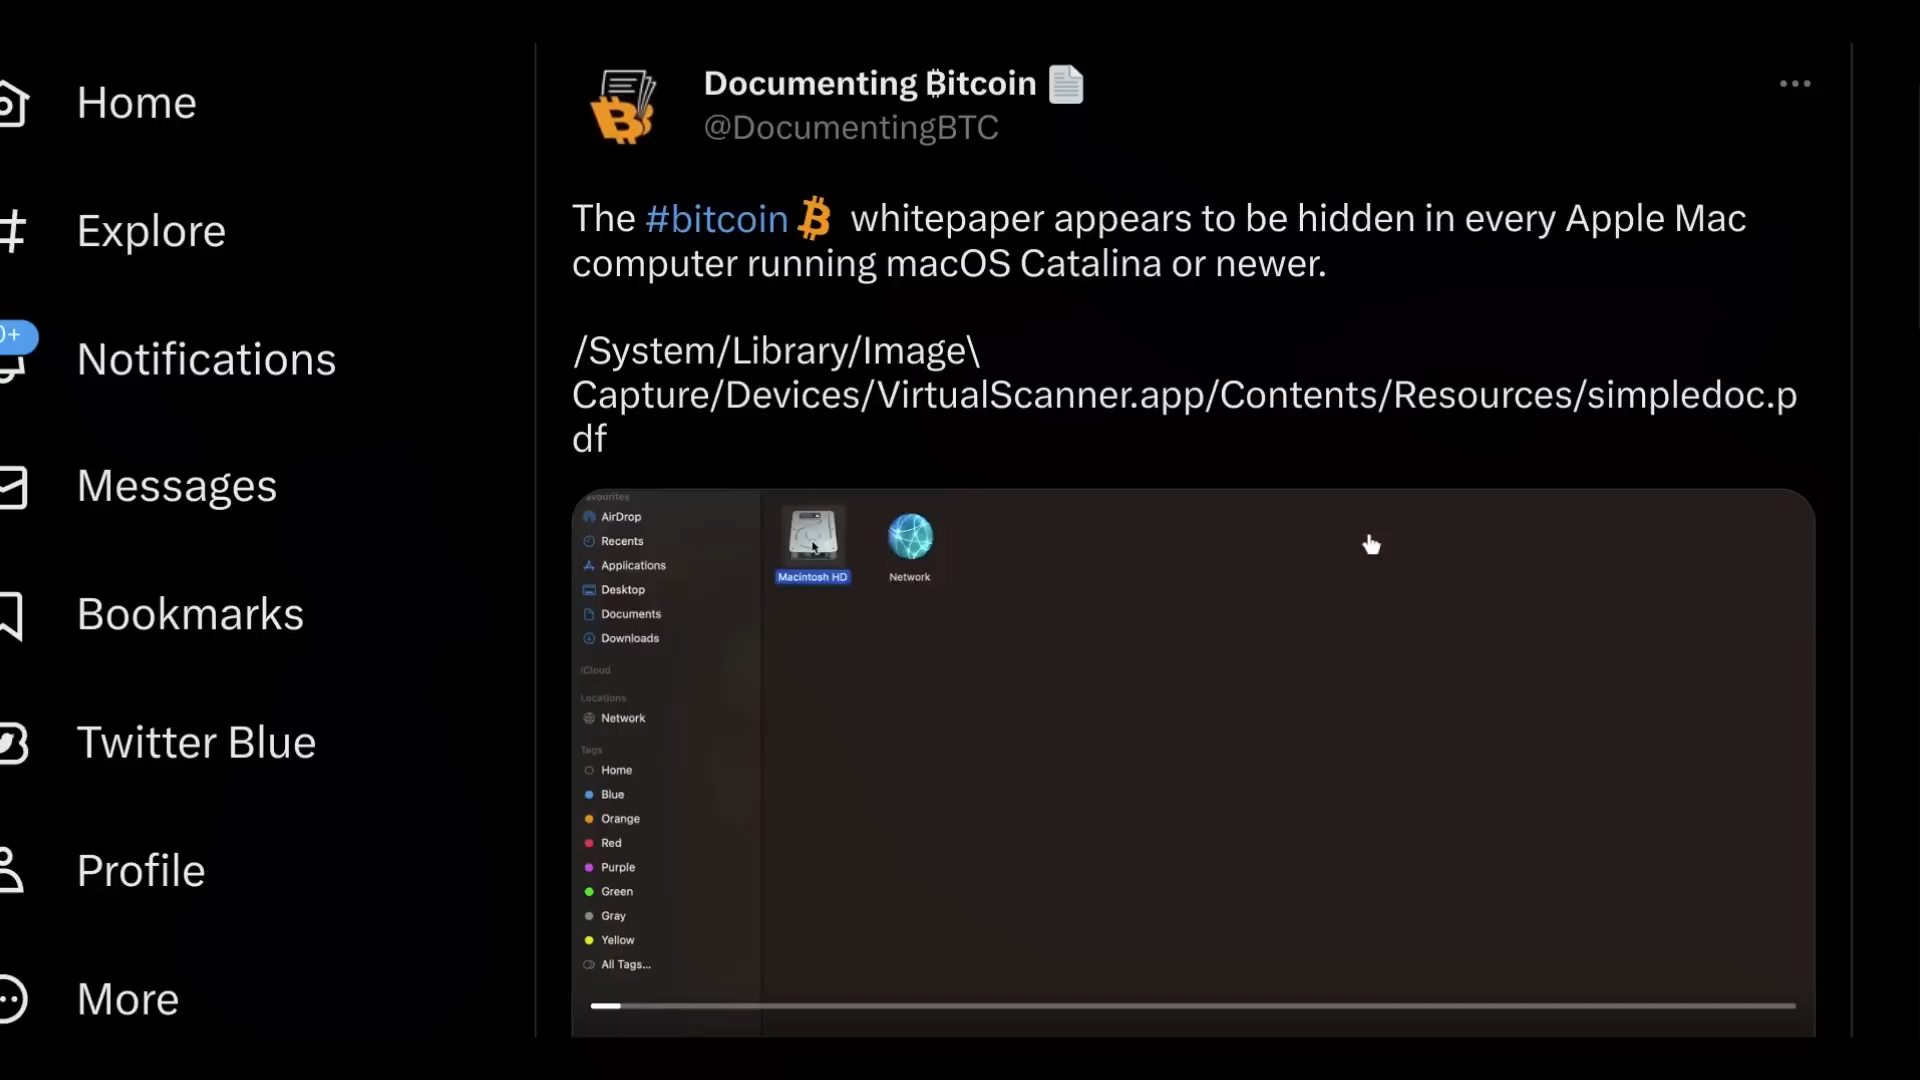 Home
Explore
0+
Notifications
Messages
Bookmarks
Twitter Blue
Profile
More
Documenting ₿itcoin
@DocumentingBTC
The #bitcoin whitepaper appears to be hidden in every Apple Mac
computer running macOS Catalina or newer.
/System/Library/Image\
Capture/Devices/VirtualScanner.app/Contents/Resources/simpledoc.p
df
avourites
AirDrop
Recents
Applications
Desktop
Documents
Downloads
iCloud
Locations
Network
Tags
Home
Blue
Orange
Red
Purple
Green
Gray
Yellow
All Tags...
Macintosh HD
Network